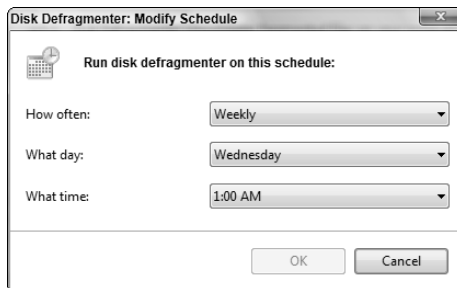 Disk Defragmenter: Modify Schedule
Run disk defragmenter on this schedule:
How often: Weekly
What day: Wednesday
What time: 1:00 AM
OK Cancel